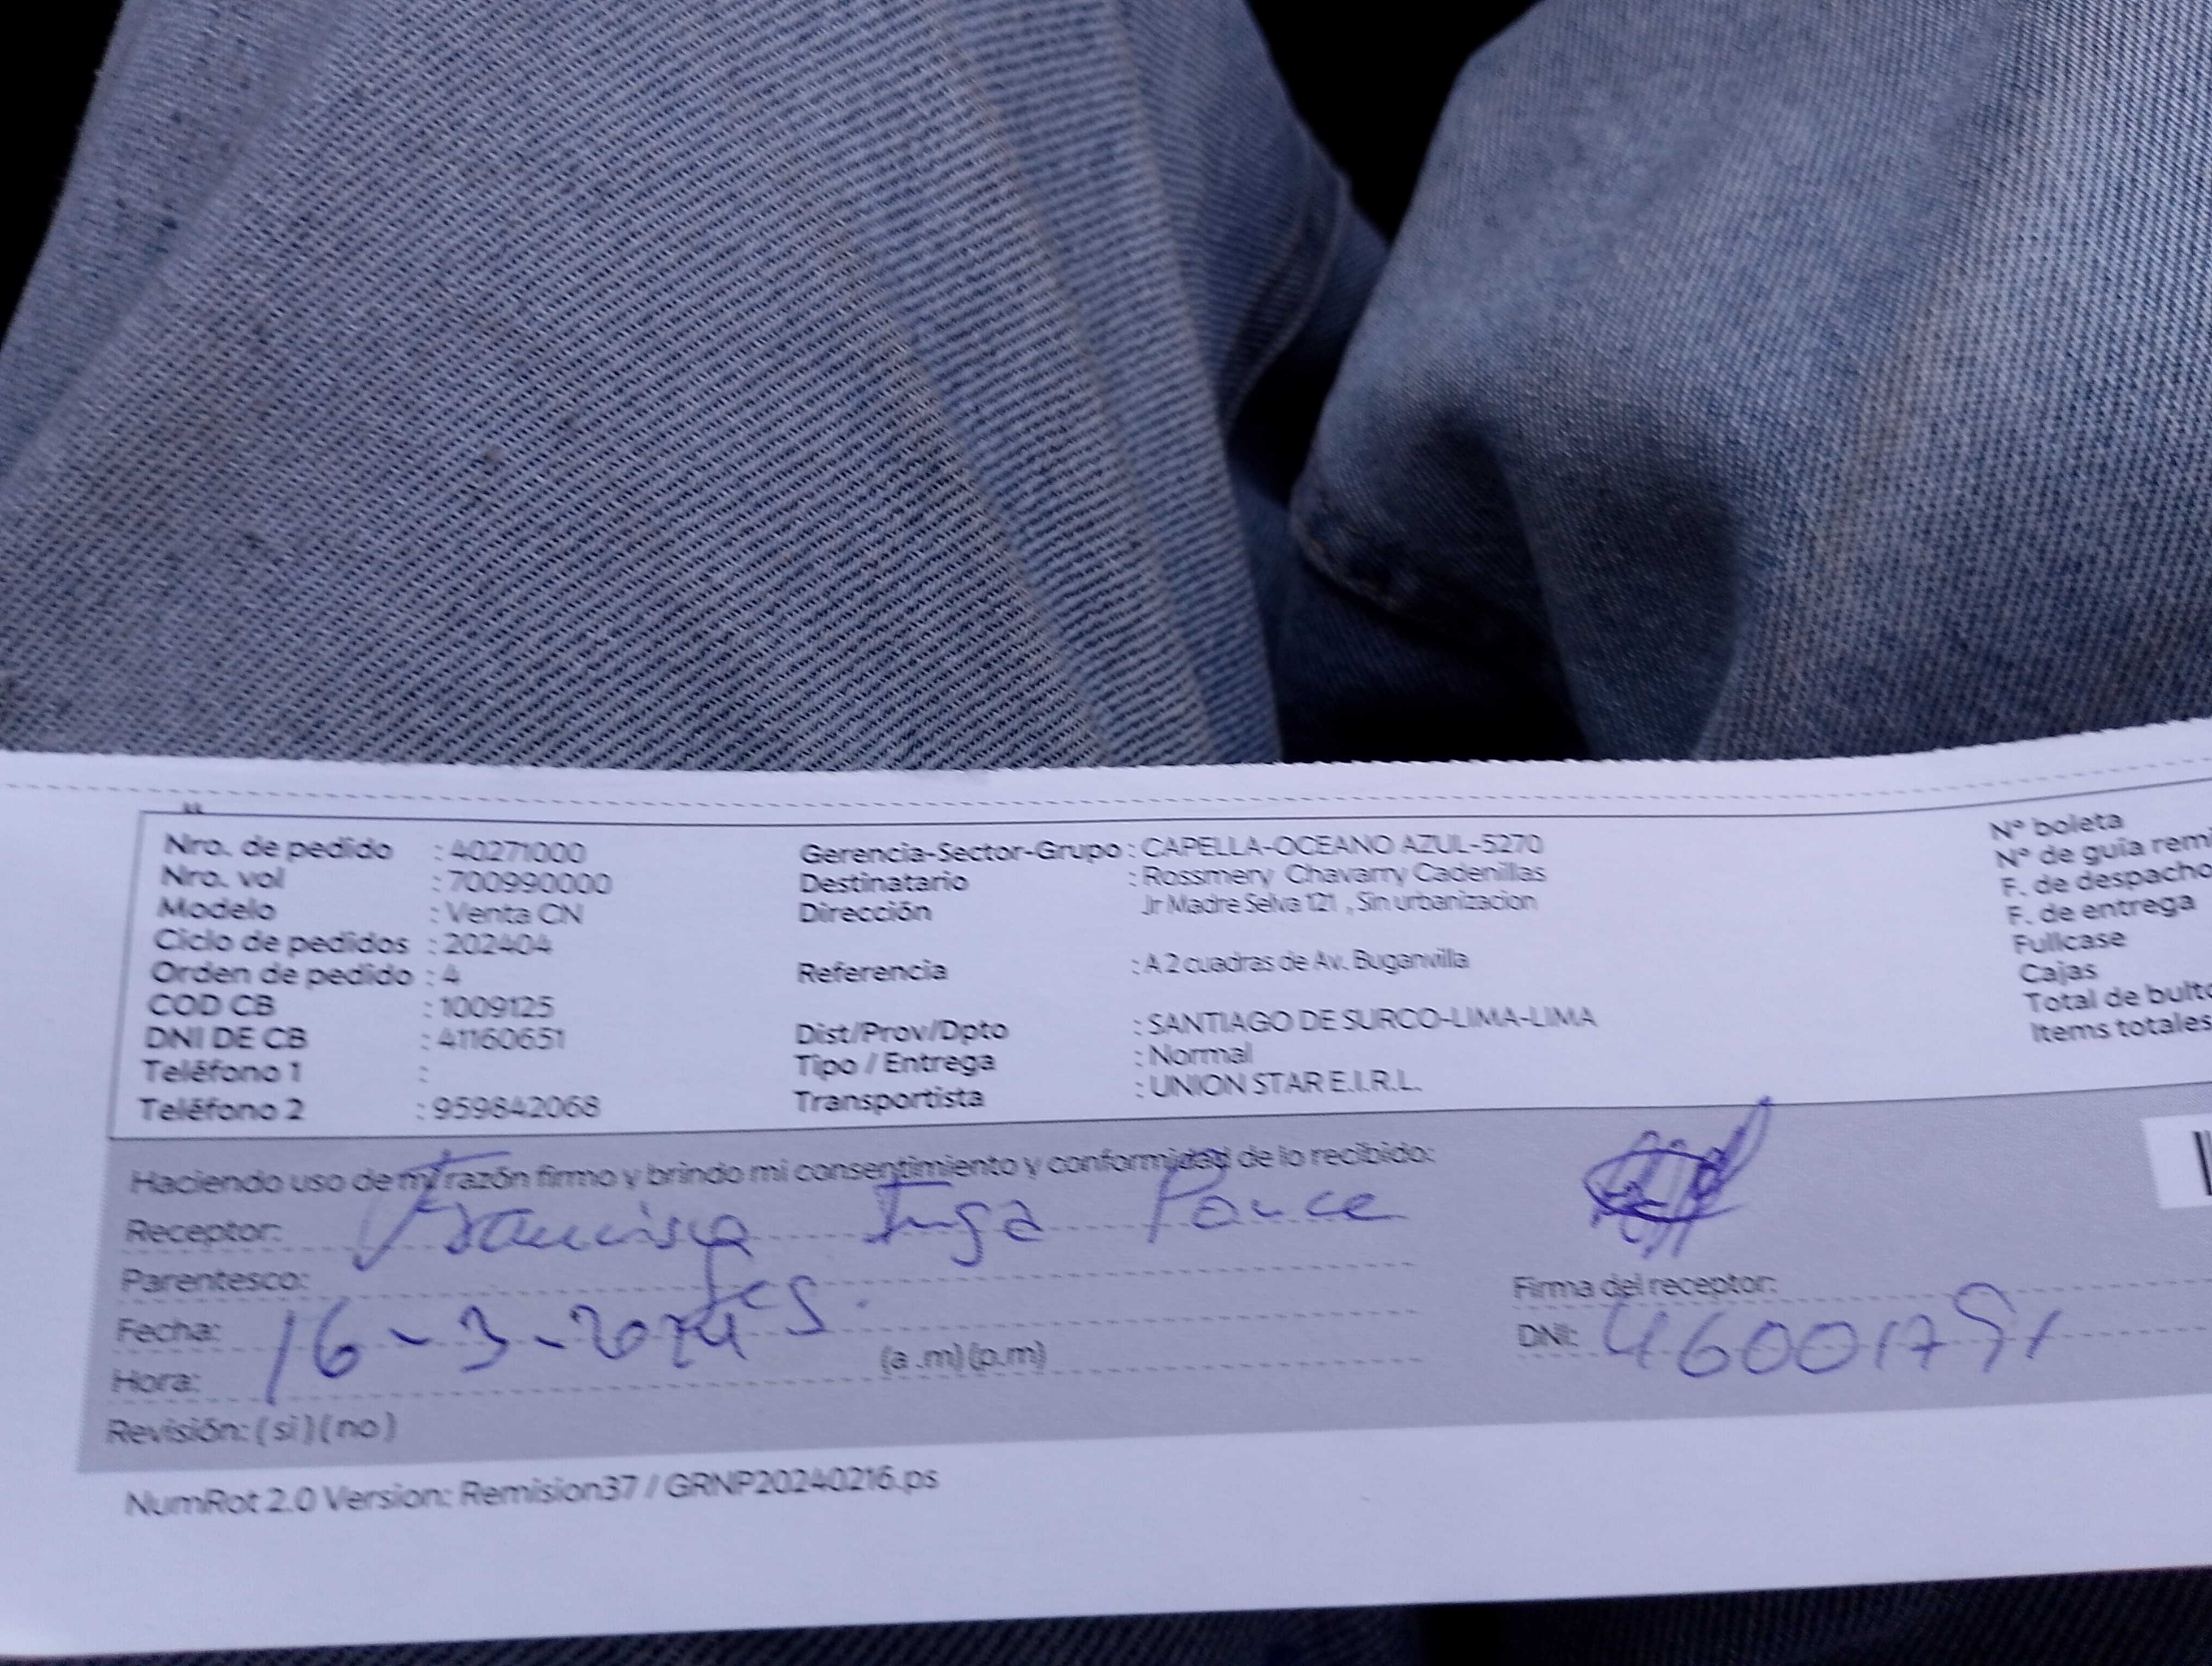 Nro. de pedido : 40271000
Nro. vol : 700990000
Modelo : Venta CN
Ciclo de pedidos : 202404
Orden de pedido : 4
COD CB : 1009125
DNI DE CB : 41160651
Teléfono 1 :
Teléfono 2 : 959842068
Gerencia-Sector-Grupo : CAPELLA-OCEANO AZUL-5270
Destinatario : Rossmery Chavarry Cadenillas
Dirección Jr Madre Selva 121 , Sin urbanizacion
Referencia : A 2 cuadras de Av. Buganvilla
Dist/Prov/Dpto : SANTIAGO DE SURCO-LIMA-LIMA
Tipo / Entrega : Normal
Transportista : UNION STAR E.I.R.L.
N° boleta
N° de guía rem
F. de despacho
F. de entrega
Fullcase
Cajas
Total de bulto
Items totales
Haciendo uso de mi razón firmo y brindo mi consentimiento y conformidad de lo recibido:
Receptor: Inga Ponce
Parentesco:
Fecha: 16-3-2024
Hora: (a .m) (p.m)
Revisión: ( si ) ( no )
Firma del receptor:
DNI:
NumRot 2.0 Version: Remision37 / GRNP20240216.ps